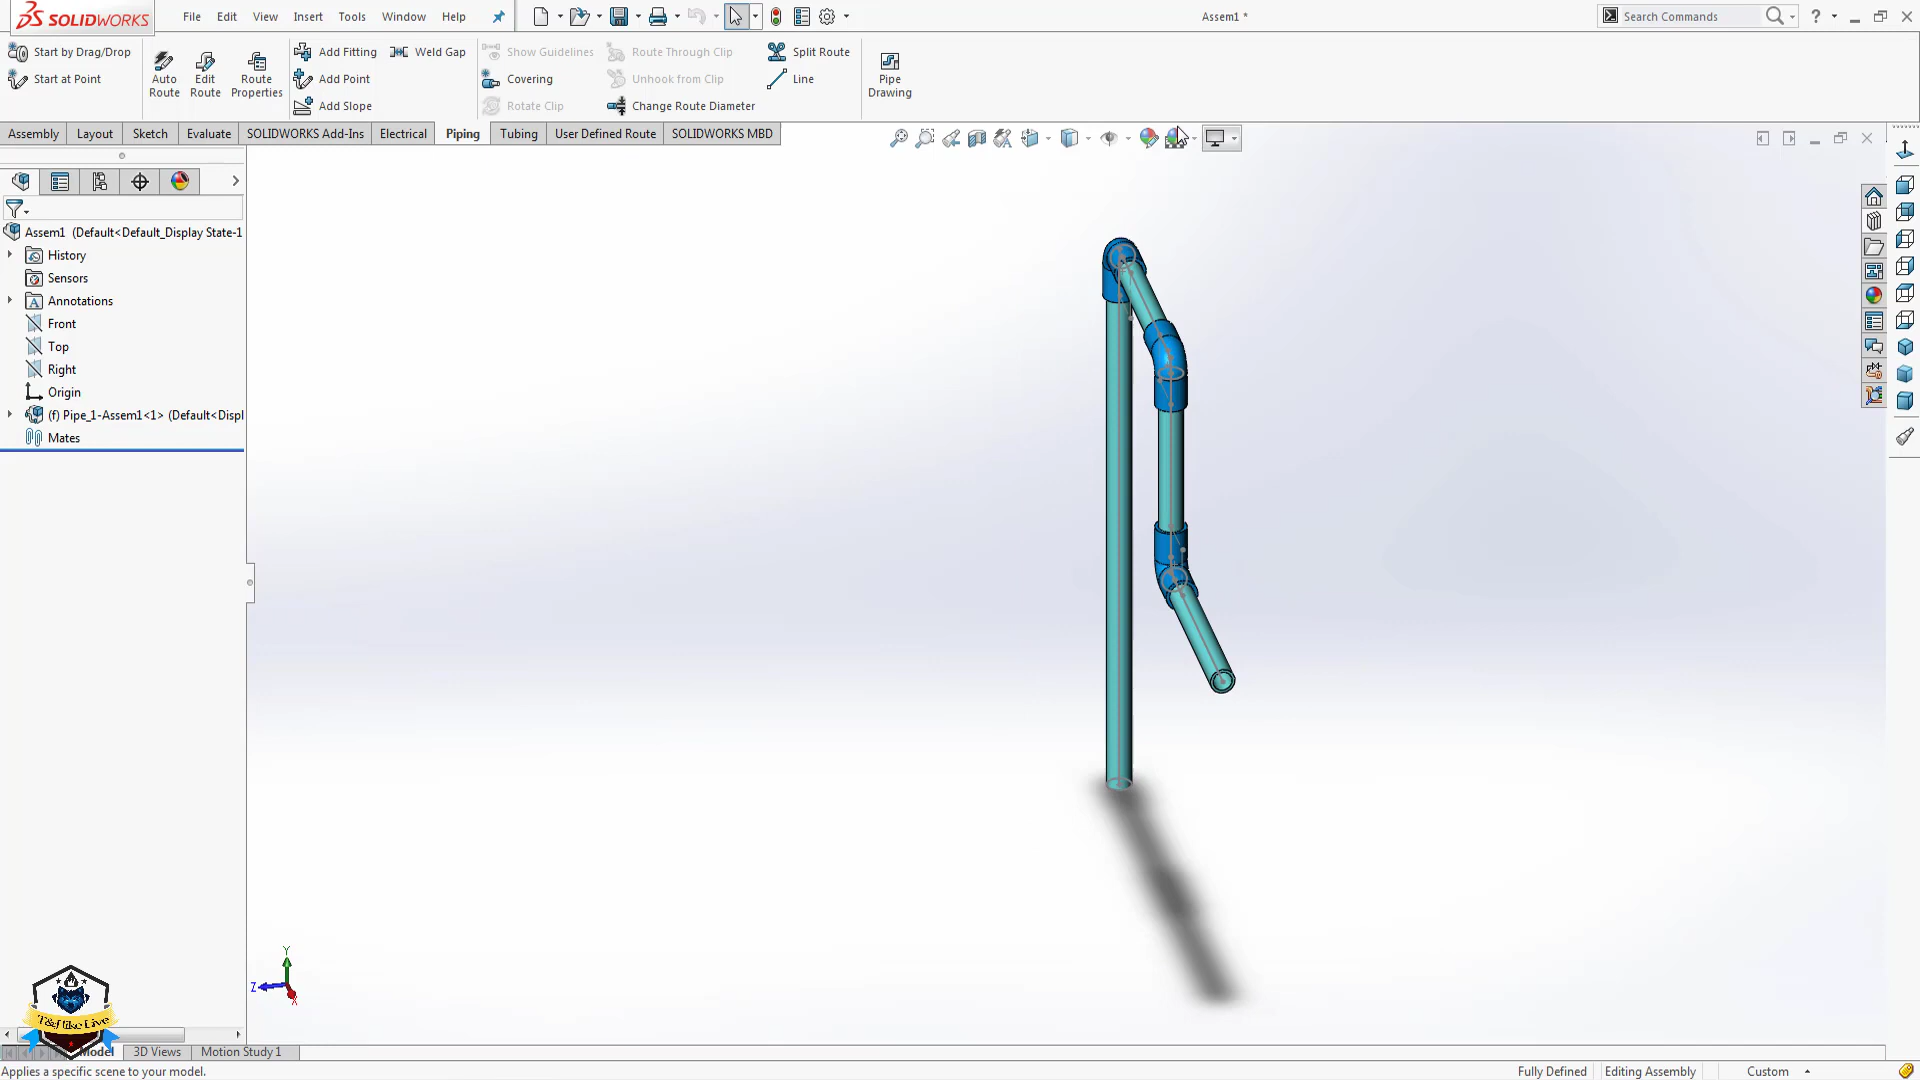 SOLIDWORKS File Edit View Insert Tools Window Help Assem1 * Search Commands
Start by Drag/Drop Add Fitting Weld Gap Show Guidelines Route Through Clip Split Route
Start at Point Auto Route Edit Route Route Properties Add Point Covering Unhook from Clip Line Pipe Drawing
Add Slope Rotate Clip Change Route Diameter
Assembly Layout Sketch Evaluate SOLIDWORKS Add-Ins Electrical Piping Tubing User Defined Route SOLIDWORKS MBD
Assem1 (Default<Default_Display State-1
History
Sensors
Annotations
Front
Top
Right
Origin
(f) Pipe_1-Assem1<1> (Default<Displ
Mates
Y
Z
X
T&f like Live
Model 3D Views Motion Study 1
Applies a specific scene to your model. Fully Defined Editing Assembly Custom